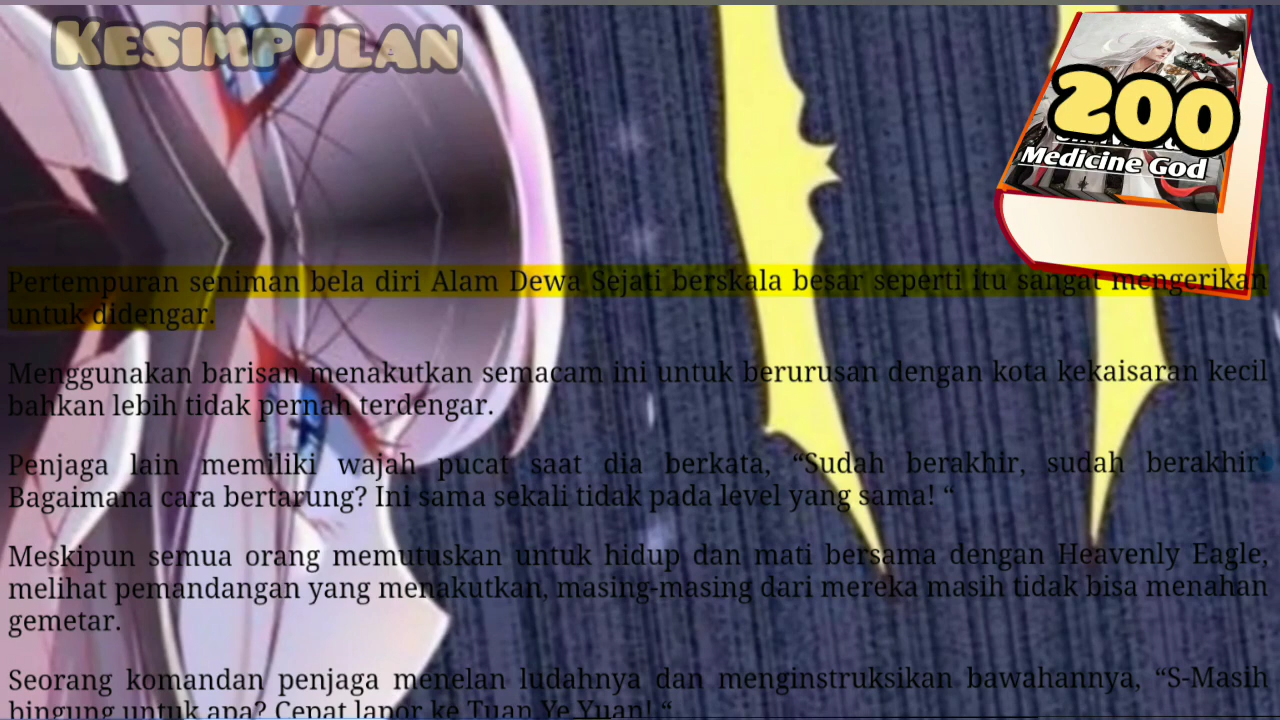 KESIMPULAN
200
Medicine God
Pertempuran seniman bela diri Alam Dewa Sejati berskala besar seperti itu sangat mengerikan
untuk didengar.
Menggunakan barisan menakutkan semacam ini untuk berurusan dengan kota kekaisaran kecil
bahkan lebih tidak pernah terdengar.
Penjaga lain memiliki wajah pucat saat dia berkata, “Sudah berakhir, sudah berakhir!
Bagaimana cara bertarung? Ini sama sekali tidak pada level yang sama! “
Meskipun semua orang memutuskan untuk hidup dan mati bersama dengan Heavenly Eagle,
melihat pemandangan yang menakutkan, masing-masing dari mereka masih tidak bisa menahan
gemetar.
Seorang komandan penjaga menelan ludahnya dan menginstruksikan bawahannya, “S-Masih
bingung untuk apa? Cepat lapor ke Tuan Ye Yuan! “